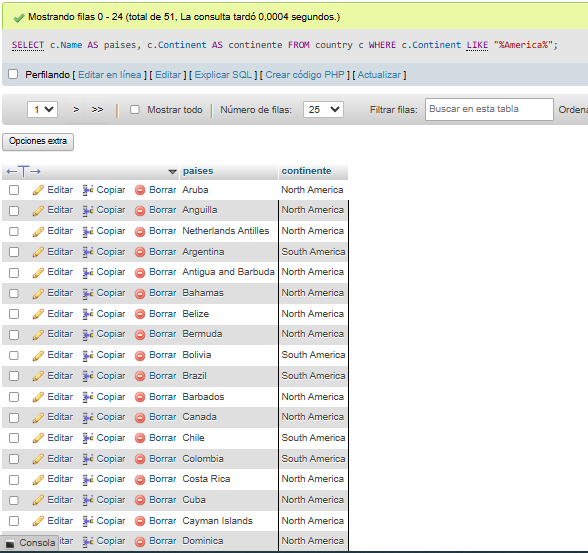 Mostrando filas 0 - 24 (total de 51, La consulta tardó 0,0004 segundos.)
SELECT c.Name AS paises, c.Continent AS continente FROM country c WHERE c.Continent LIKE "%America%";
Perfilando [ Editar en línea ] [ Editar ] [ Explicar SQL ] [ Crear código PHP ] [ Actualizar ]
1 > >> Mostrar todo Número de filas: 25 Filtrar filas: Buscar en esta tabla Ordena
Opciones extra
←T→ paises continente
Editar Copiar Borrar Aruba North America
Editar Copiar Borrar Anguilla North America
Editar Copiar Borrar Netherlands Antilles North America
Editar Copiar Borrar Argentina South America
Editar Copiar Borrar Antigua and Barbuda North America
Editar Copiar Borrar Bahamas North America
Editar Copiar Borrar Belize North America
Editar Copiar Borrar Bermuda North America
Editar Copiar Borrar Bolivia South America
Editar Copiar Borrar Brazil South America
Editar Copiar Borrar Barbados North America
Editar Copiar Borrar Canada North America
Editar Copiar Borrar Chile South America
Editar Copiar Borrar Colombia South America
Editar Copiar Borrar Costa Rica North America
Editar Copiar Borrar Cuba North America
Editar Copiar Borrar Cayman Islands North America
Consola tar Copiar Borrar Dominica North America